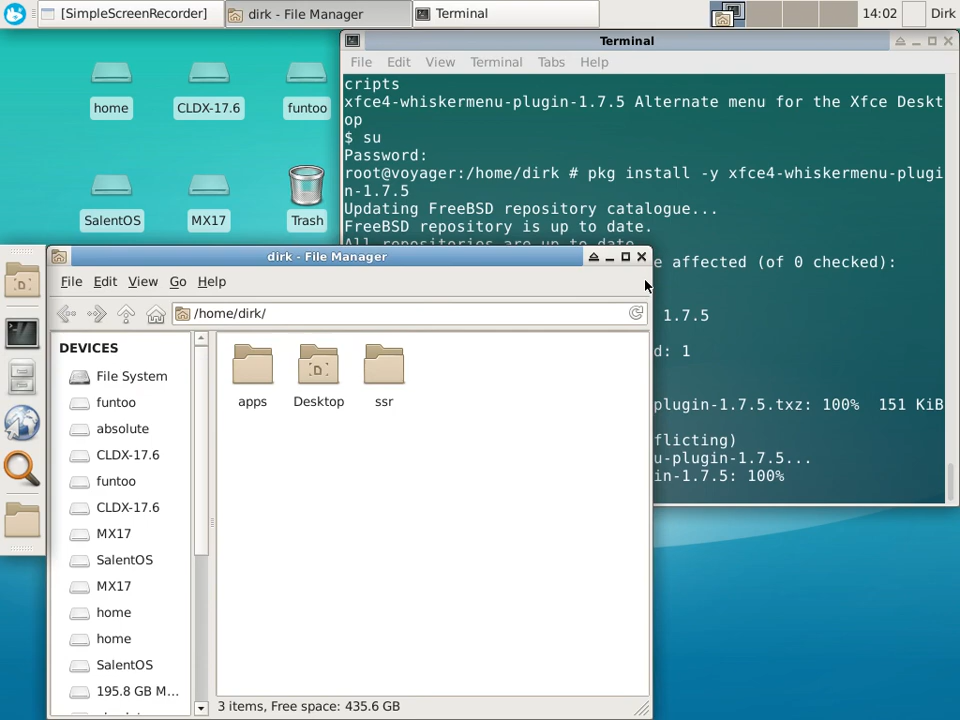 [SimpleScreenRecorder]
dirk - File Manager
Terminal
14:02
Dirk
home
CLDX-17.6
funtoo
SalentOS
MX17
Trash
Terminal
File Edit View Terminal Tabs Help
cripts
xfce4-whiskermenu-plugin-1.7.5 Alternate menu for the Xfce Deskt
op
$ su
Password:
root@voyager:/home/dirk # pkg install -y xfce4-whiskermenu-plugi
n-1.7.5
Updating FreeBSD repository catalogue...
FreeBSD repository is up to date.
All repositories are up to date.
e affected (of 0 checked):
1.7.5
d: 1
plugin-1.7.5.txz: 100% 151 KiB
flicting)
u-plugin-1.7.5...
in-1.7.5: 100%
dirk - File Manager
File Edit View Go Help
/home/dirk/
DEVICES
File System
funtoo
absolute
CLDX-17.6
funtoo
CLDX-17.6
MX17
SalentOS
MX17
home
home
SalentOS
195.8 GB M...
apps
Desktop
ssr
3 items, Free space: 435.6 GB